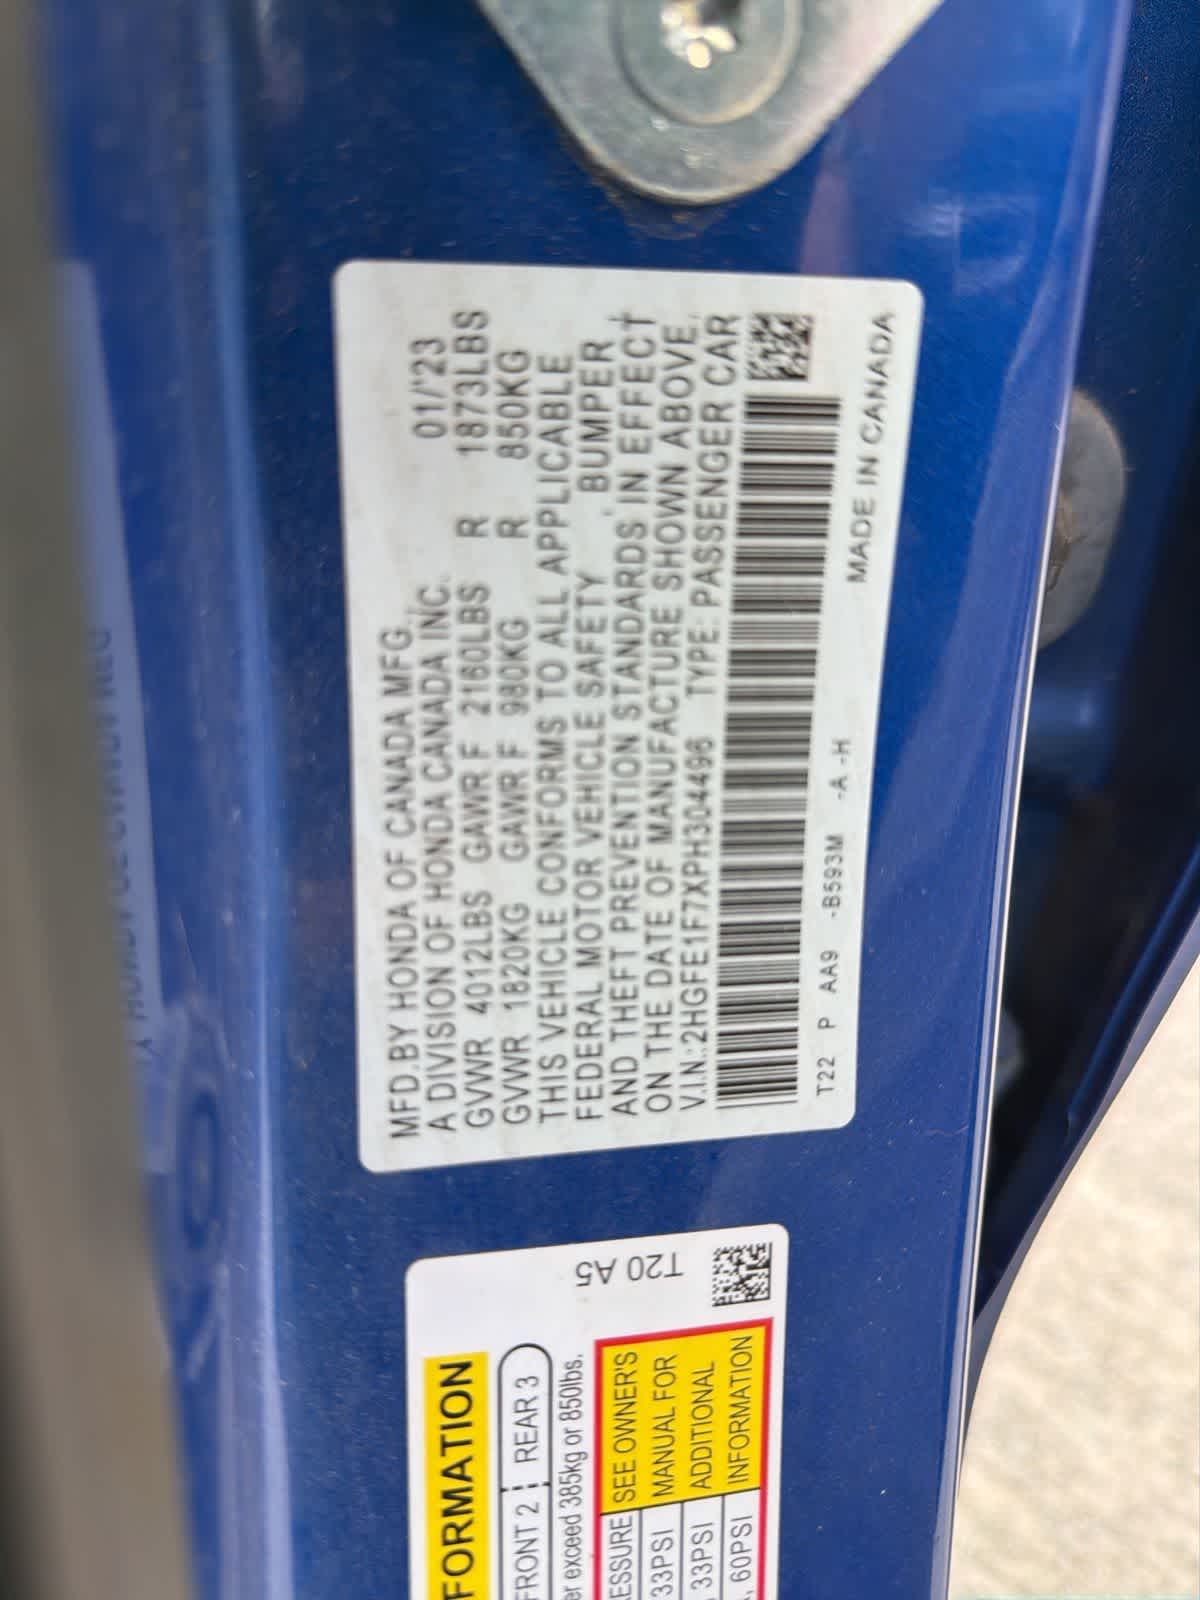 MFD.BY HONDA OF CANADA MFG.
01/'23
A DIVISION OF HONDA CANADA INC.
GVWR 4012LBS GAWR F 2160LBS R 1873LBS
GVWR 1820KG GAWR F 980KG R 850KG
THIS VEHICLE CONFORMS TO ALL APPLICABLE
FEDERAL MOTOR VEHICLE SAFETY, BUMPER
AND THEFT PREVENTION STANDARDS IN EFFECT
ON THE DATE OF MANUFACTURE SHOWN ABOVE.
V.I.N.:2HGFE1F7XPH304496 TYPE: PASSENGER CAR
MADE IN CANADA
T22 P AA9 -B593M -A -H
T20 A5
FORMATION
FRONT 2 REAR 3
er exceed 385kg or 850lbs.
ESSURE SEE OWNER'S
33PSI MANUAL FOR
33PSI ADDITIONAL
60PSI INFORMATION